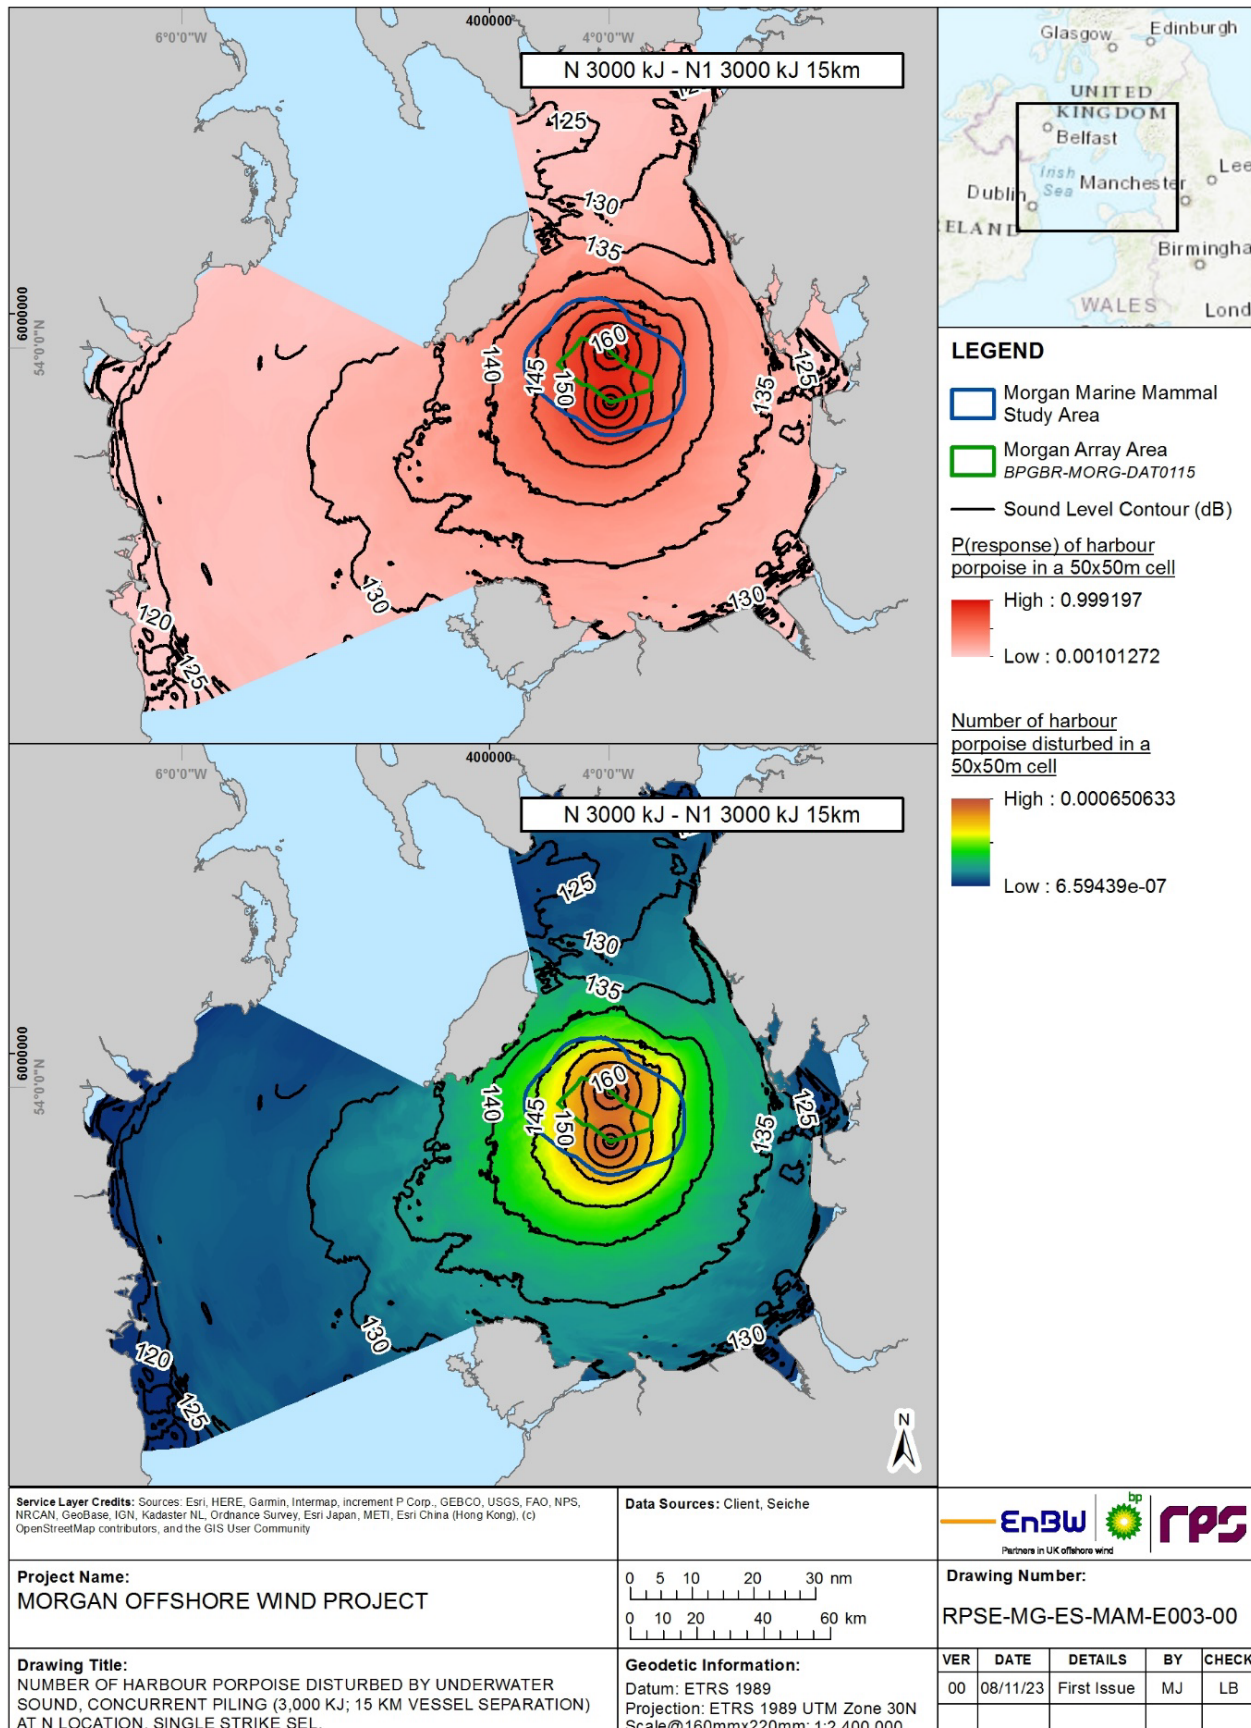 400000
6°0'0"W
4°0'0"W
N 3000 kJ - N1 3000 kJ 15km
125
130
135
160
140
145
150
135
125
130
130
120
125
6000000
54°0'0"N
Glasgow
Edinburgh
UNITED
KINGDOM
Belfast
Irish
Sea
Manchester
Lee
Dublin
ELAND
Birmingha
WALES
Lond
LEGEND
Morgan Marine Mammal
Study Area
Morgan Array Area
BPGBR-MORG-DAT0115
Sound Level Contour (dB)
P(response) of harbour
porpoise in a 50x50m cell
High : 0.999197
Low : 0.00101272
Number of harbour
porpoise disturbed in a
50x50m cell
High : 0.000650633
Low : 6.59439e-07
400000
6°0'0"W
4°0'0"W
N 3000 kJ - N1 3000 kJ 15km
125
130
135
160
140
145
150
135
125
130
130
120
125
6000000
54°0'0"N
N
Service Layer Credits: Sources: Esri, HERE, Garmin, Intermap, increment P Corp., GEBCO, USGS, FAO, NPS,
NRCAN, GeoBase, IGN, Kadaster NL, Ordnance Survey, Esri Japan, METI, Esri China (Hong Kong), (c)
OpenStreetMap contributors, and the GIS User Community
Data Sources: Client, Seiche
EnBW
bp
rps
Partners in UK offshore wind
Project Name:
MORGAN OFFSHORE WIND PROJECT
0 5 10 20 30 nm
0 10 20 40 60 km
Drawing Number:
RPSE-MG-ES-MAM-E003-00
Drawing Title:
NUMBER OF HARBOUR PORPOISE DISTURBED BY UNDERWATER
SOUND, CONCURRENT PILING (3,000 KJ; 15 KM VESSEL SEPARATION)
AT N LOCATION, SINGLE STRIKE SEL.
Geodetic Information:
Datum: ETRS 1989
Projection: ETRS 1989 UTM Zone 30N
Scale@160mmx220mm: 1:2,400,000
VER DATE DETAILS BY CHECK
00 08/11/23 First Issue MJ LB